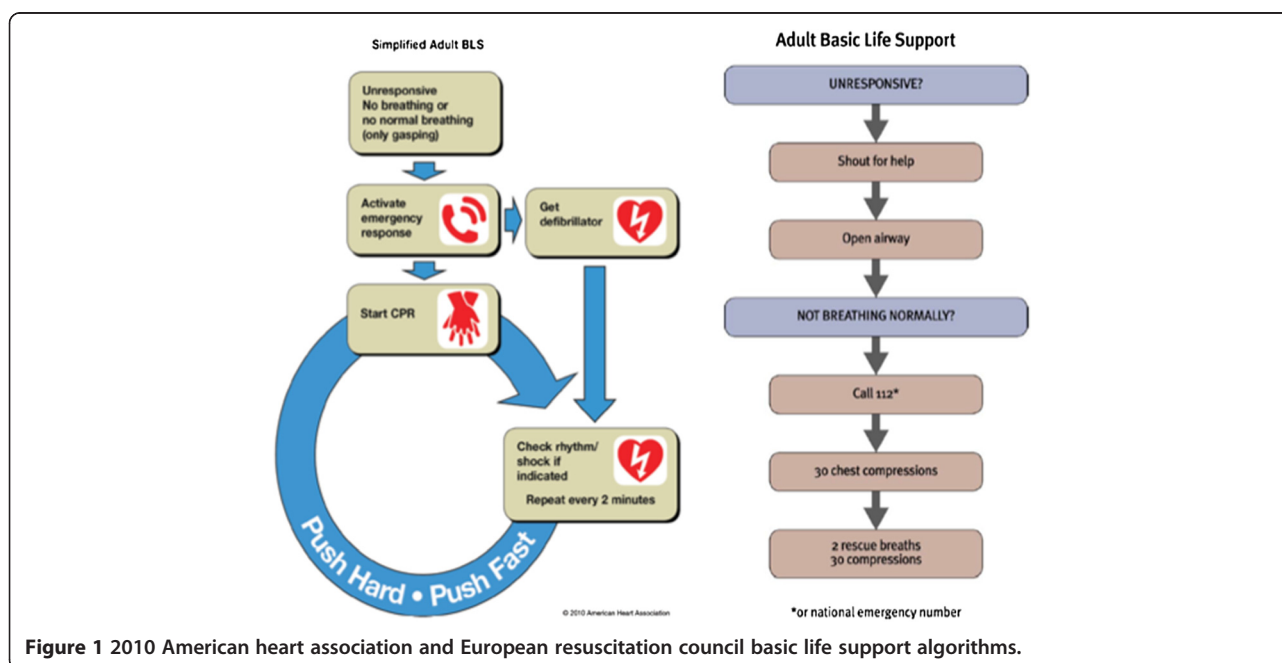 Simplified Adult BLS
Unresponsive
No breathing or
no normal breathing
(only gasping)
Activate
emergency
response
Get
defibrillator
Start CPR
Check rhythm/
shock if
indicated
Repeat every 2 minutes
Push Hard • Push Fast
© 2010 American Heart Association
Adult Basic Life Support
UNRESPONSIVE?
Shout for help
Open airway
NOT BREATHING NORMALLY?
Call 112*
30 chest compressions
2 rescue breaths
30 compressions
*or national emergency number
Figure 1 2010 American heart association and European resuscitation council basic life support algorithms.